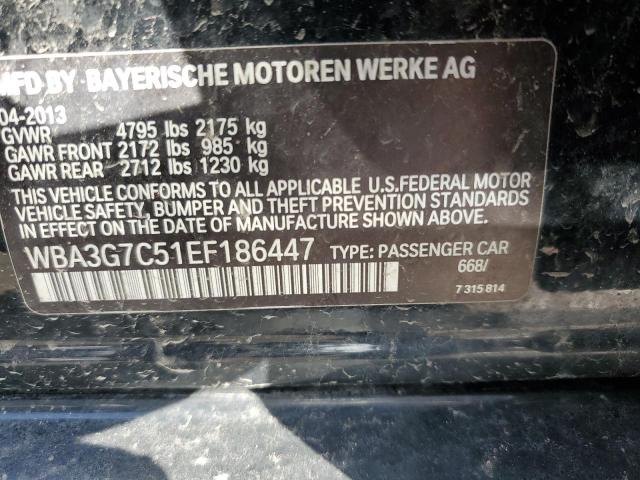 MFD BY BAYERISCHE MOTOREN WERKE AG
04-2013
GVWR 4795 lbs 2175 kg
GAWR FRONT 2172 lbs 985 kg
GAWR REAR 2712 lbs 1230 kg
THIS VEHICLE CONFORMS TO ALL APPLICABLE U.S.FEDERAL MOTOR
VEHICLE SAFETY, BUMPER AND THEFT PREVENTION STANDARDS
IN EFFECT ON THE DATE OF MANUFACTURE SHOWN ABOVE.
WBA3G7C51EF186447 TYPE: PASSENGER CAR
668/
7 315 814